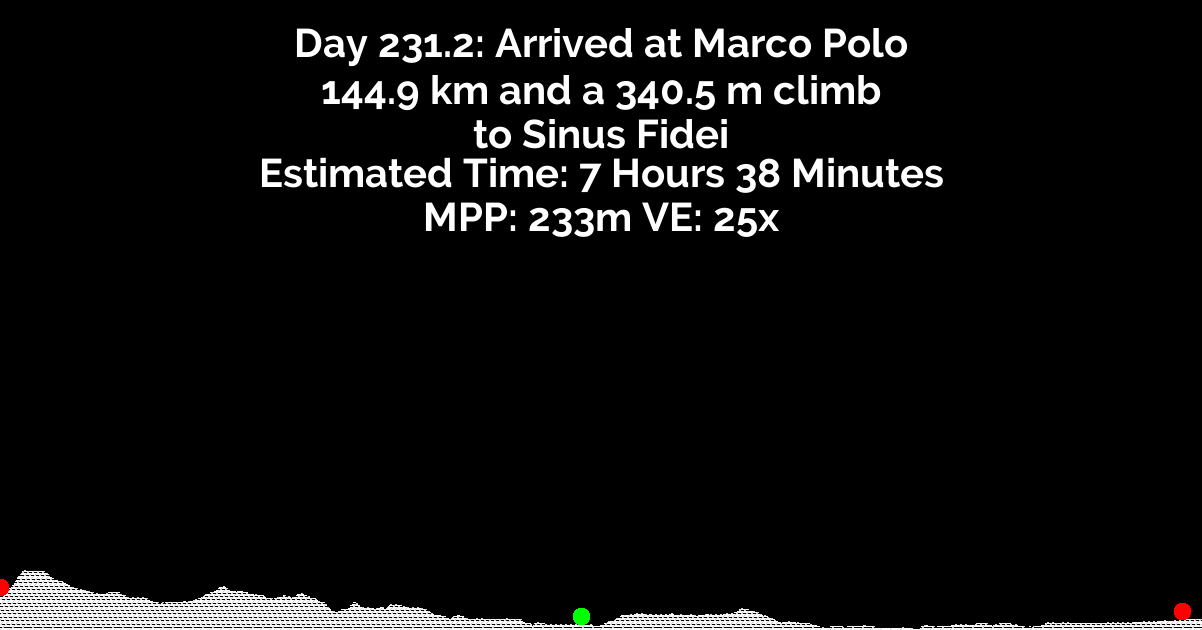 Day 231.2: Arrived at Marco Polo
144.9 km and a 340.5 m climb
to Sinus Fidei
Estimated Time: 7 Hours 38 Minutes
MPP: 233m VE: 25x